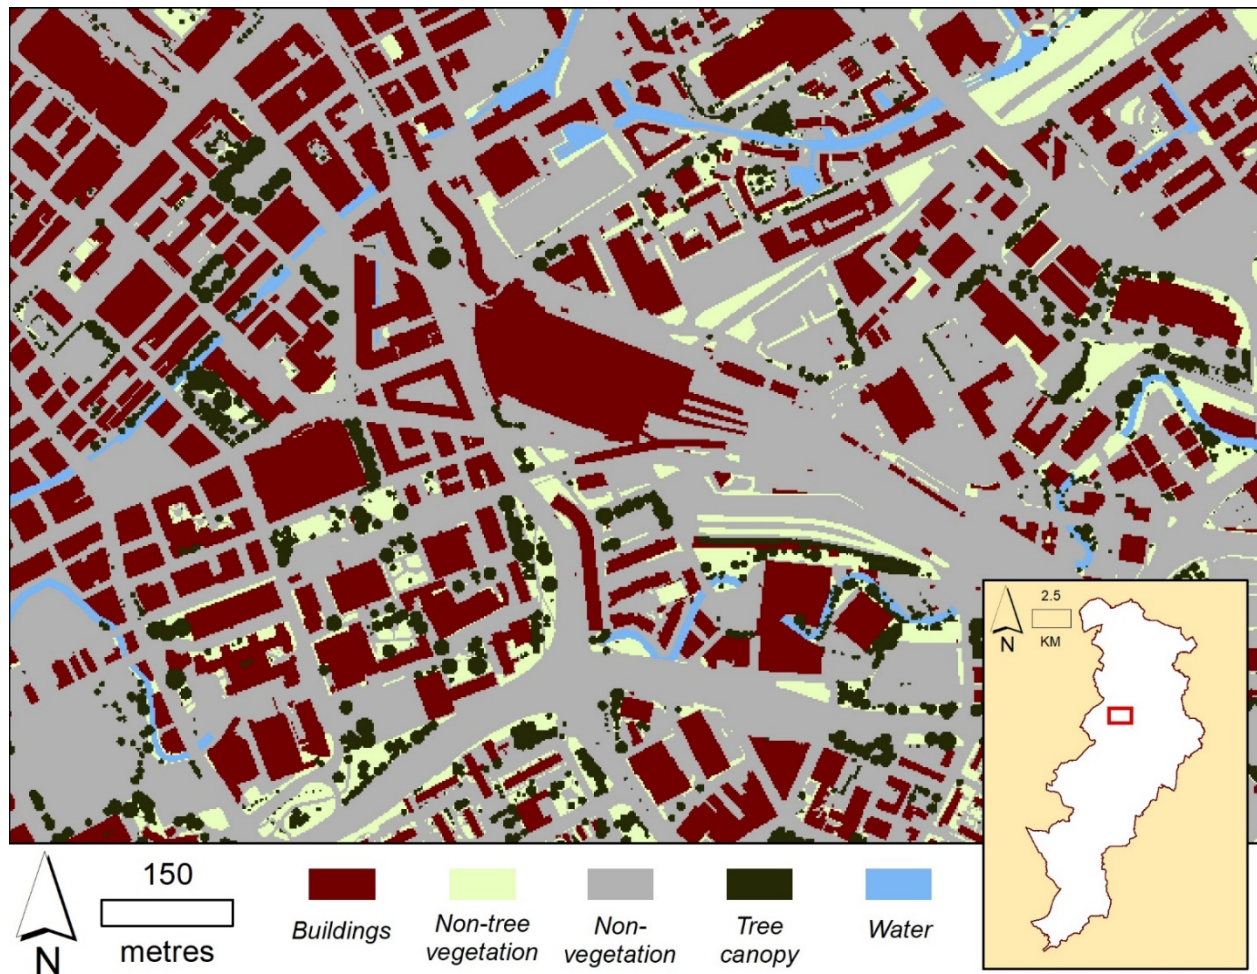 2.5
N
KM
150
metres
N
Buildings
Non-tree
vegetation
Non-
vegetation
Tree
canopy
Water